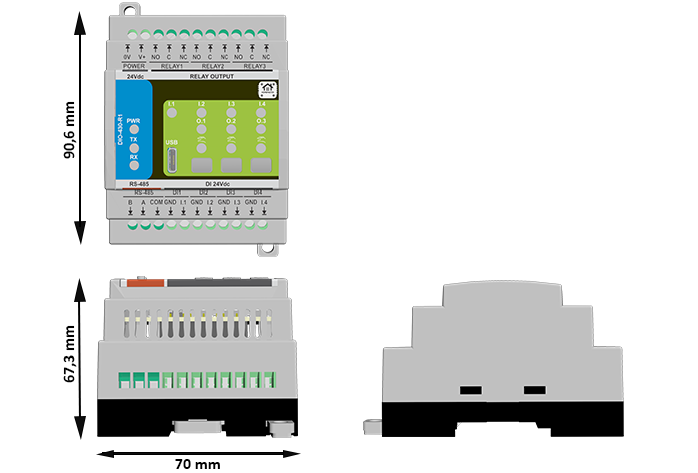 0V V+ NO C NC NO C NC NO C NC
POWER RELAY1 RELAY2 RELAY3
24Vdc RELAY OUTPUT
I.1 I.2 I.3 I.4
O.1 O.2 O.3
DIO-430-R1
PWR
TX
RX
USB
RS-485 DI 24Vdc
RS-485 DI1 DI2 DI3 DI4
B A COM GND I.1 GND I.2 GND I.3 GND I.4
90,6 mm
67,3 mm
70 mm